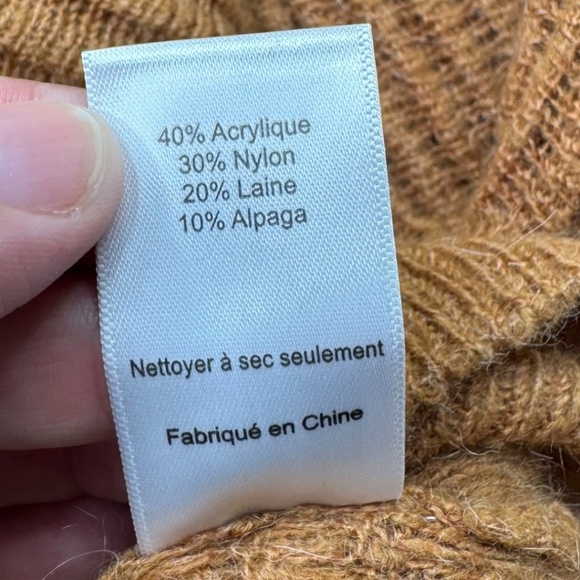 40% Acrylique
30% Nylon
20% Laine
10% Alpaga
Nettoyer à sec seulement
Fabriqué en Chine